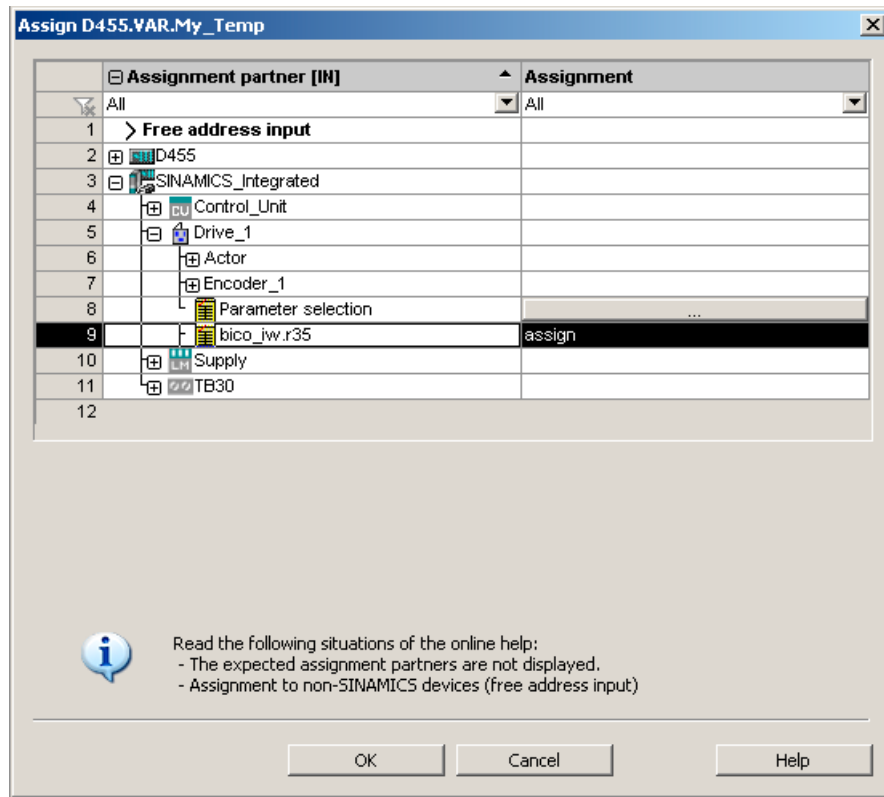 Assign D455.VAR.My_Temp
Assignment partner [IN] Assignment
All All
1 Free address input
2 D455
3 SINAMICS_Integrated
4 CU Control_Unit
5 Drive_1
6 Actor
7 Encoder_1
8 Parameter selection ...
9 bico_iw.r35 assign
10 LM Supply
11 TB30
12
Read the following situations of the online help:
- The expected assignment partners are not displayed.
- Assignment to non-SINAMICS devices (free address input)
OK Cancel Help